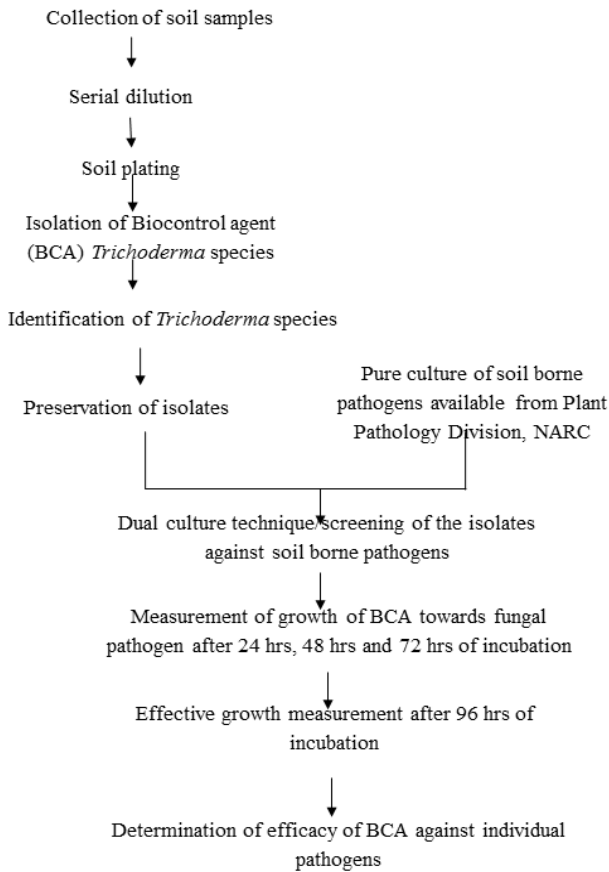 Collection of soil samples
Serial dilution
Soil plating
Isolation of Biocontrol agent
(BCA) Trichoderma species
Identification of Trichoderma species
Preservation of isolates
Pure culture of soil borne
pathogens available from Plant
Pathology Division, NARC
Dual culture technique/screening of the isolates
against soil borne pathogens
Measurement of growth of BCA towards fungal
pathogen after 24 hrs, 48 hrs and 72 hrs of incubation
Effective growth measurement after 96 hrs of
incubation
Determination of efficacy of BCA against individual
pathogens